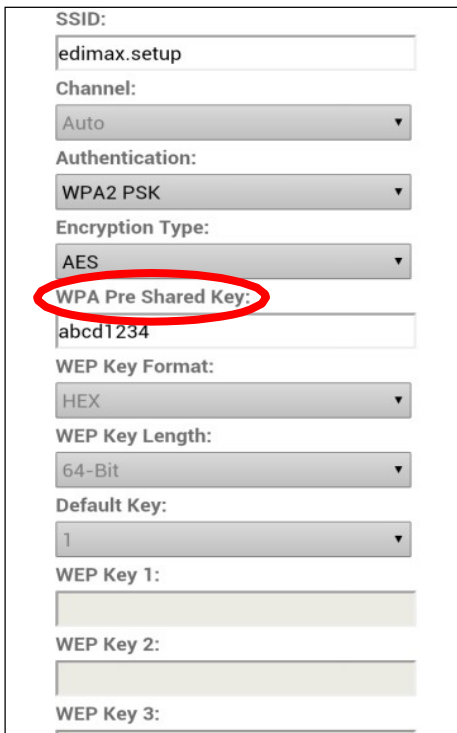 SSID:
edimax.setup
Channel:
Auto
Authentication:
WPA2 PSK
Encryption Type:
AES
WPA Pre Shared Key:
abcd1234
WEP Key Format:
HEX
WEP Key Length:
64-Bit
Default Key:
1
WEP Key 1:
WEP Key 2:
WEP Key 3: